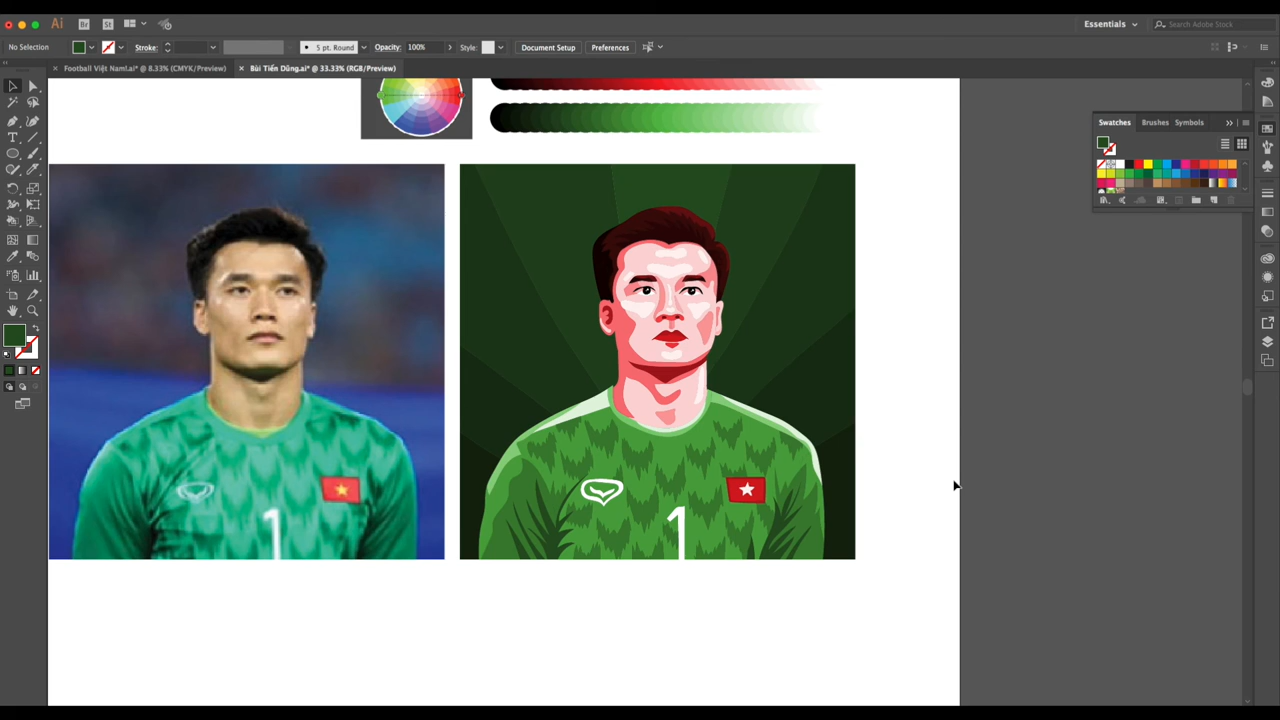 Ai Br St Essentials Search Adobe Stock
No Selection Stroke: 5 pt. Round Opacity: 100% Style: Document Setup Preferences
× Football Việt Nam!.ai* @ 8.33% (CMYK/Preview) × Bùi Tiến Dũng.ai* @ 33.33% (RGB/Preview)
Swatches Brushes Symbols
1
1